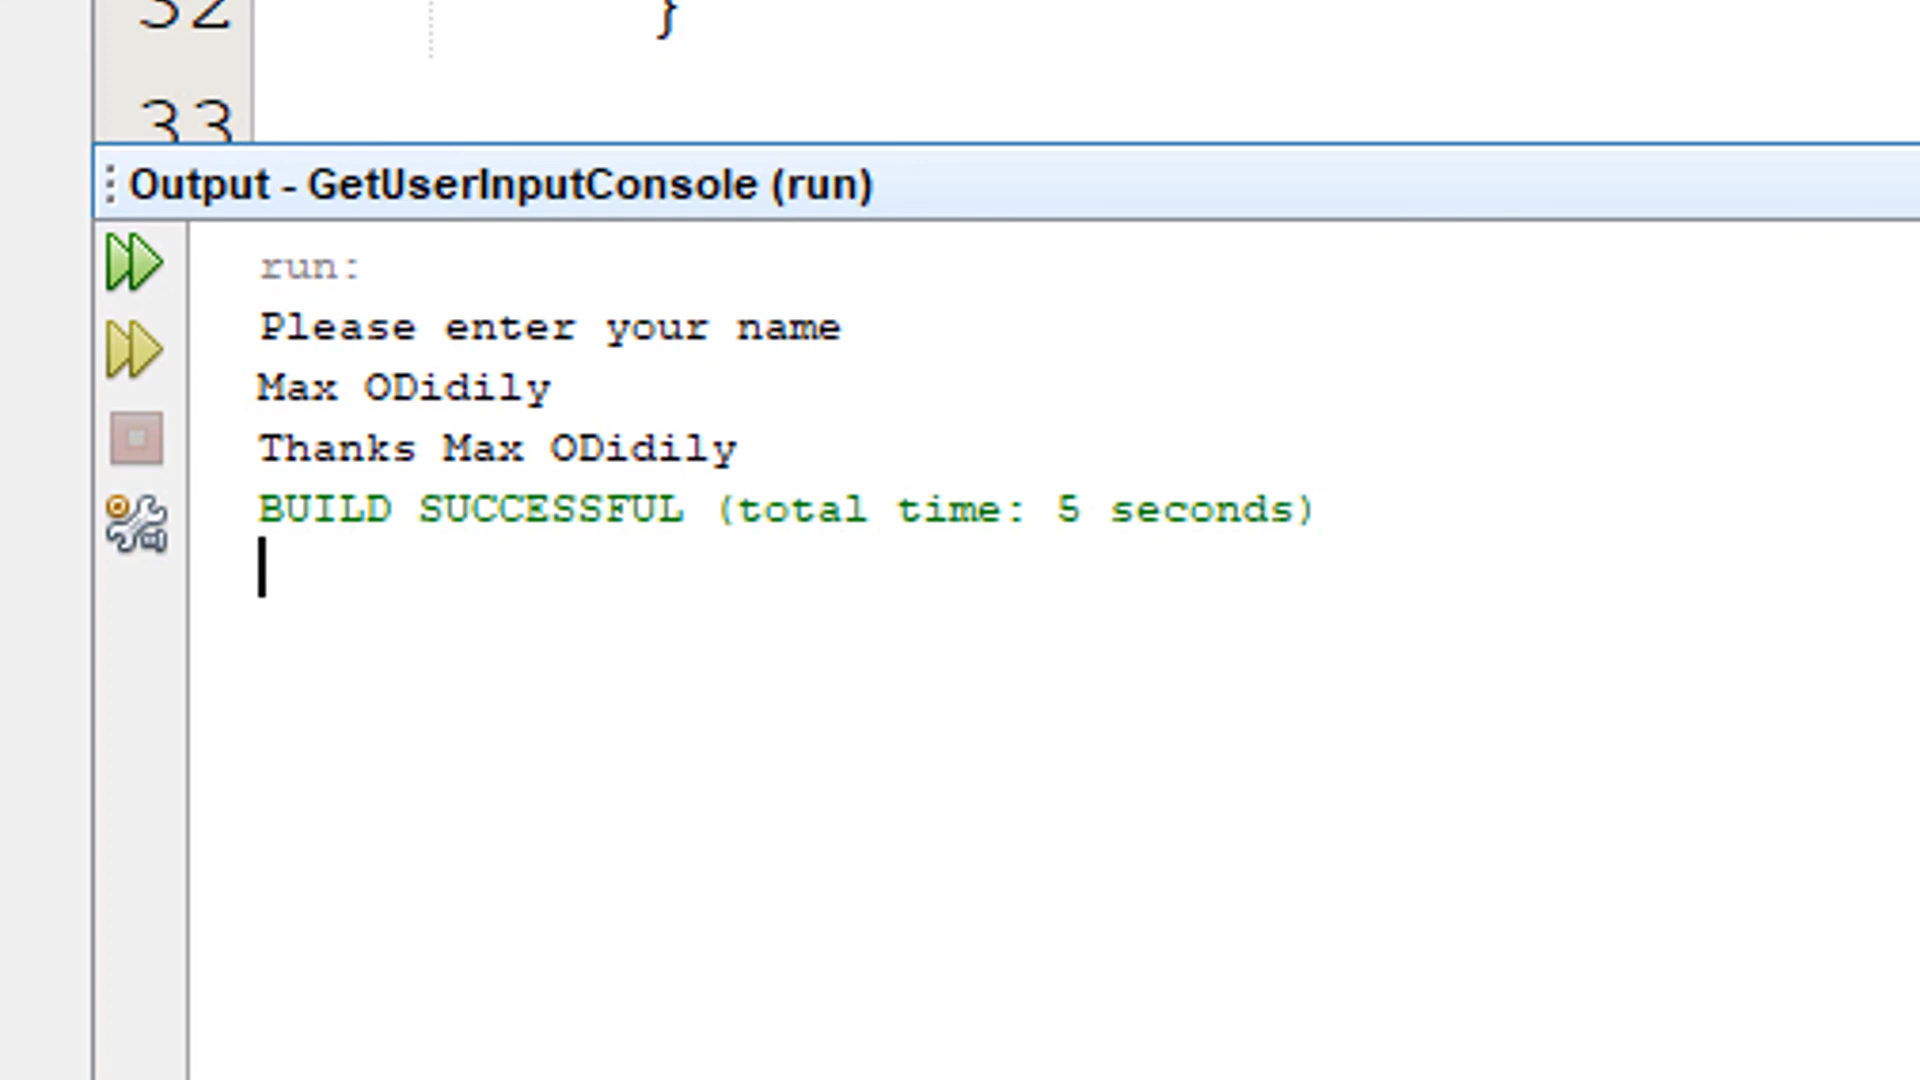 32 }
33
Output - GetUserInputConsole (run)
run:
Please enter your name
Max ODidily
Thanks Max ODidily
BUILD SUCCESSFUL (total time: 5 seconds)